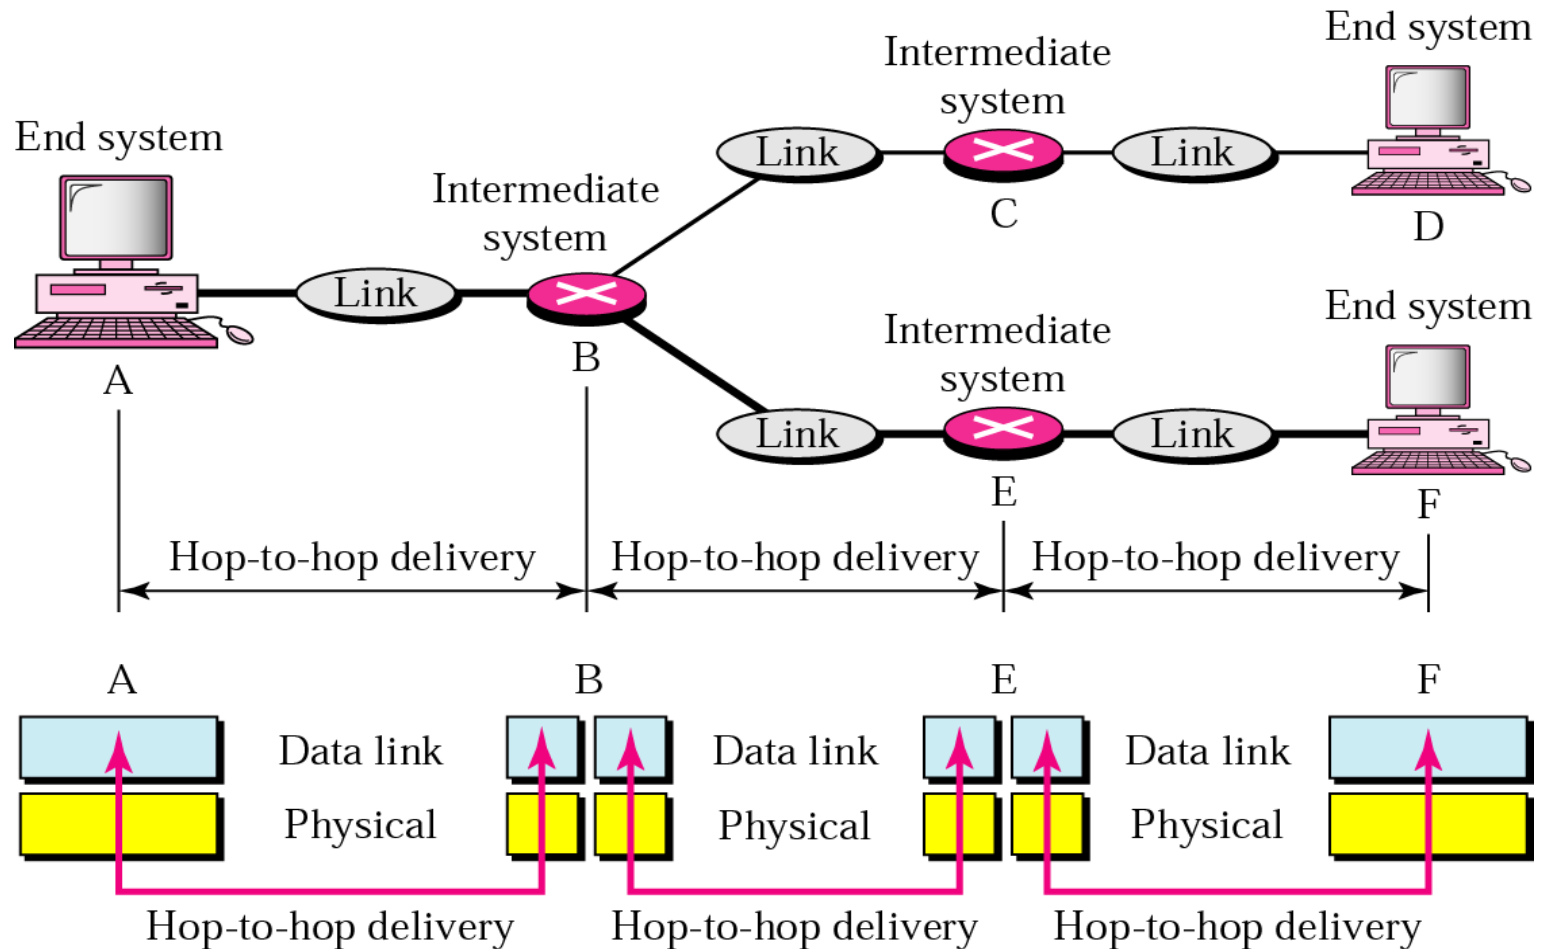 End system
Intermediate
system
End system
Link
Link
C
D
Intermediate
system
Link
B
A
Intermediate
system
End system
Link
Link
E
F
Hop-to-hop delivery
Hop-to-hop delivery
Hop-to-hop delivery
A
B
E
F
Data link
Data link
Data link
Physical
Physical
Physical
Hop-to-hop delivery
Hop-to-hop delivery
Hop-to-hop delivery